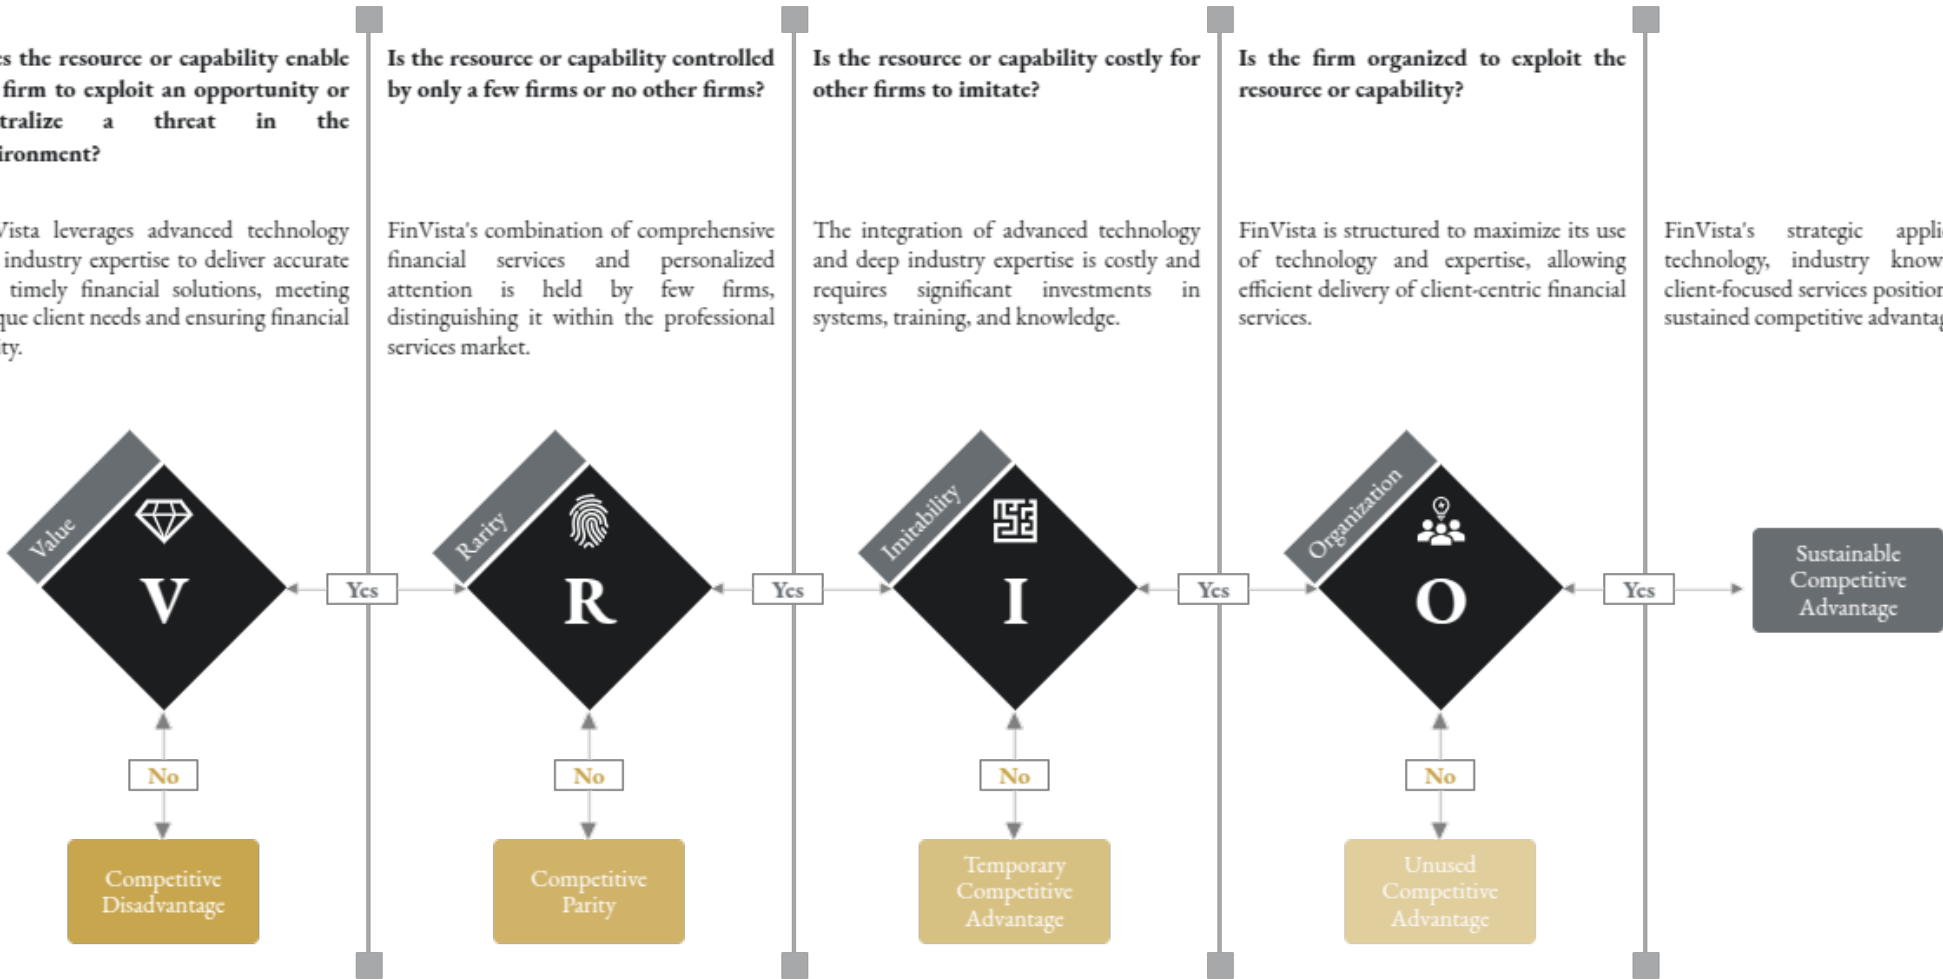 es the resource or capability enable
firm to exploit an opportunity or
tralize a threat in the
ironment?
Vista leverages advanced technology
industry expertise to deliver accurate
timely financial solutions, meeting
que client needs and ensuring financial
ity.
Value
V
Yes
No
Competitive
Disadvantage
Is the resource or capability controlled
by only a few firms or no other firms?
FinVista's combination of comprehensive
financial services and personalized
attention is held by few firms,
distinguishing it within the professional
services market.
Rarity
R
Yes
No
Competitive
Parity
Is the resource or capability costly for
other firms to imitate?
The integration of advanced technology
and deep industry expertise is costly and
requires significant investments in
systems, training, and knowledge.
Imitability
I
Yes
No
Temporary
Competitive
Advantage
Is the firm organized to exploit the
resource or capability?
FinVista is structured to maximize its use
of technology and expertise, allowing
efficient delivery of client-centric financial
services.
Organization
O
Yes
No
Unused
Competitive
Advantage
FinVista's strategic appli
technology, industry know
client-focused services position
sustained competitive advantag
Sustainable
Competitive
Advantage